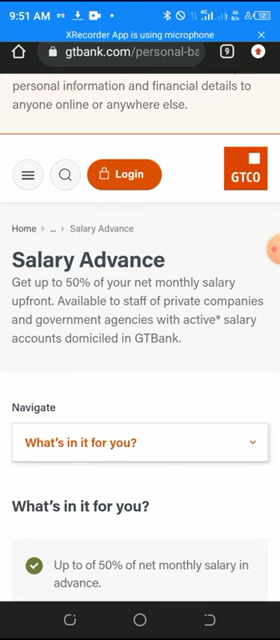 9:51 AM
XRecorder App is using microphone
gtbank.com/personal-ba
9
personal information and financial details to
anyone online or anywhere else.
Login
GTCO
Home > ... > Salary Advance
Salary Advance
Get up to 50% of your net monthly salary
upfront. Available to staff of private companies
and government agencies with active* salary
accounts domiciled in GTBank.
Navigate
What's in it for you?
What's in it for you?
Up to of 50% of net monthly salary in
advance.